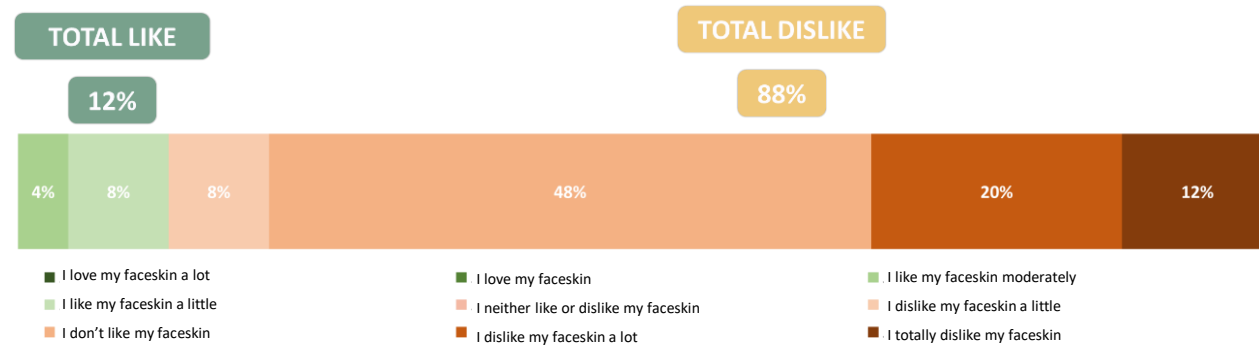 TOTAL LIKE
TOTAL DISLIKE
12%
88%
4%
8%
8%
48%
20%
12%
I love my faceskin a lot
I love my faceskin
I like my faceskin moderately
I like my faceskin a little
I neither like or dislike my faceskin
I dislike my faceskin a little
I don't like my faceskin
I dislike my faceskin a lot
I totally dislike my faceskin